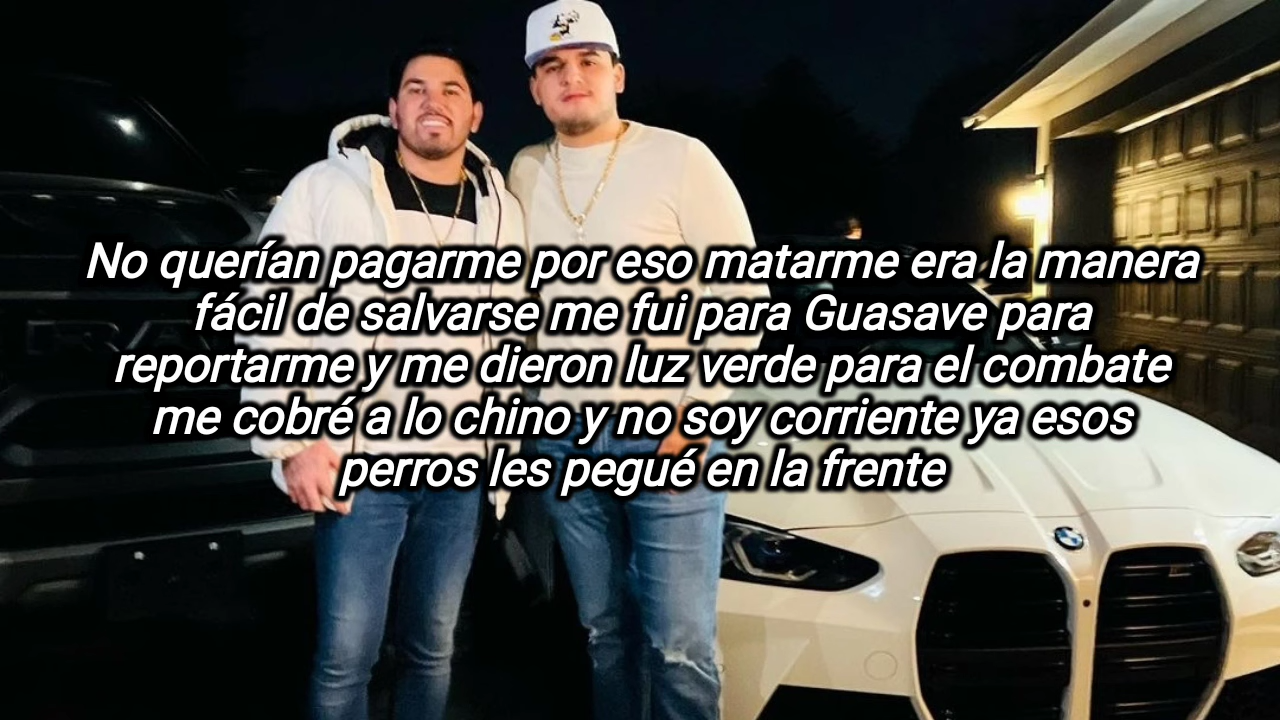 No querían pagarme por eso matarme era la manera
fácil de salvarse me fui para Guasave para
reportarme y me dieron luz verde para el combate
me cobré a lo chino y no soy corriente ya esos
perros les pegué en la frente
RA